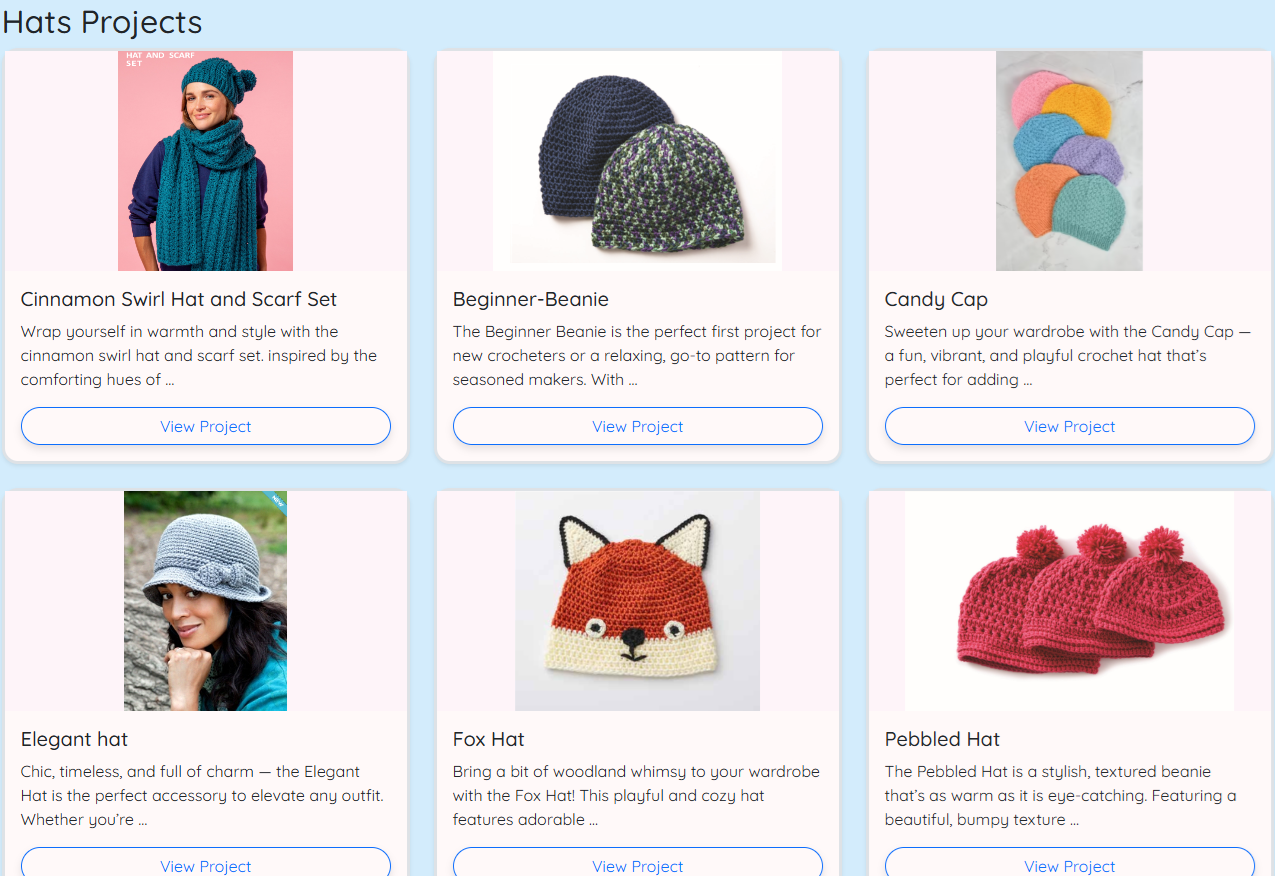 Hats Projects
HAT AND SCARF
SET
Cinnamon Swirl Hat and Scarf Set
Wrap yourself in warmth and style with the
cinnamon swirl hat and scarf set. inspired by the
comforting hues of ...
View Project
Beginner-Beanie
The Beginner Beanie is the perfect first project for
new crocheters or a relaxing, go-to pattern for
seasoned makers. With ...
View Project
Candy Cap
Sweeten up your wardrobe with the Candy Cap —
a fun, vibrant, and playful crochet hat that’s
perfect for adding ...
View Project
NEW
Elegant hat
Chic, timeless, and full of charm — the Elegant
Hat is the perfect accessory to elevate any outfit.
Whether you’re ...
View Project
Fox Hat
Bring a bit of woodland whimsy to your wardrobe
with the Fox Hat! This playful and cozy hat
features adorable ...
View Project
Pebbled Hat
The Pebbled Hat is a stylish, textured beanie
that’s as warm as it is eye-catching. Featuring a
beautiful, bumpy texture ...
View Project